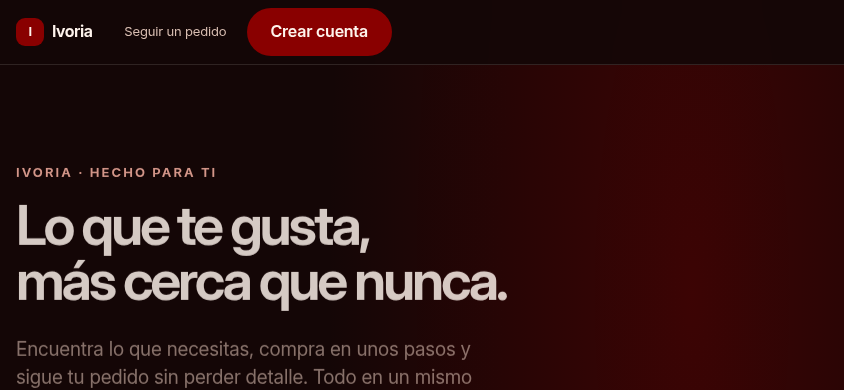 I
Ivoria
Seguir un pedido
Crear cuenta
IVORIA · HECHO PARA TI
Lo que te gusta,
más cerca que nunca.
Encuentra lo que necesitas, compra en unos pasos y
sigue tu pedido sin perder detalle. Todo en un mismo